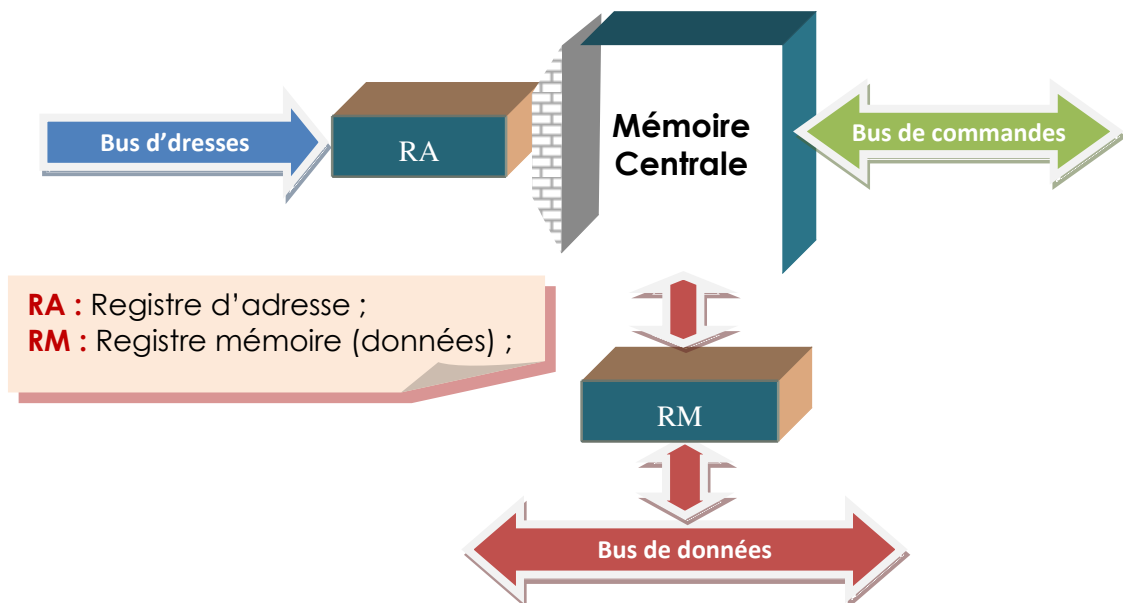 Bus d'dresses
RA
Mémoire
Centrale
Bus de commandes
RA : Registre d'adresse ;
RM : Registre mémoire (données) ;
RM
Bus de données